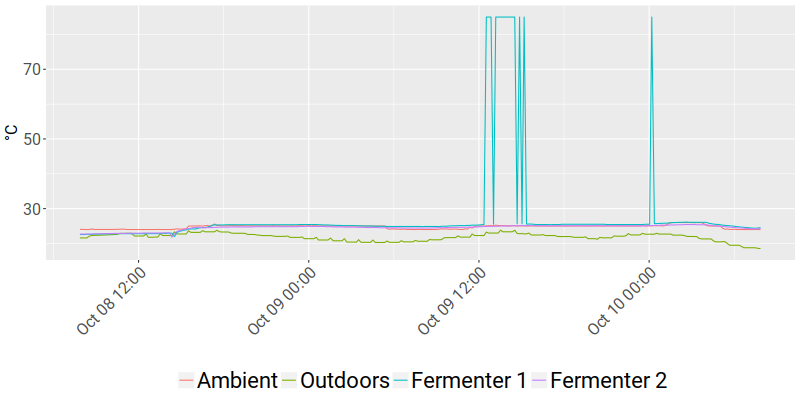 °C
70
50
30
Oct 08 12:00
Oct 09 00:00
Oct 09 12:00
Oct 10 00:00
Ambient Outdoors Fermenter 1 Fermenter 2